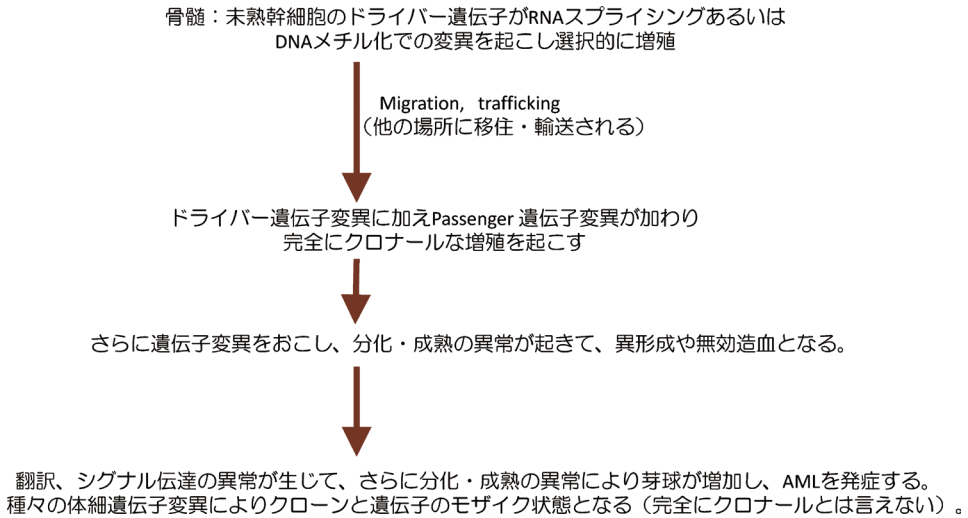 骨髄：未熟幹細胞のドライバー遺伝子がRNAスプライシングあるいは
DNAメチル化での変異を起こし選択的に増殖
Migration, trafficking
（他の場所に移住・輸送される）
ドライバー遺伝子変異に加えPassenger 遺伝子変異が加わり
完全にクロナールな増殖を起こす
さらに遺伝子変異をおこし、分化・成熟の異常が起きて、異形成や無効造血となる。
翻訳、シグナル伝達の異常が生じて、さらに分化・成熟の異常により芽球が増加し、AMLを発症する。
種々の体細遺伝子変異によりクローンと遺伝子のモザイク状態となる（完全にクロナールとは言えない）。